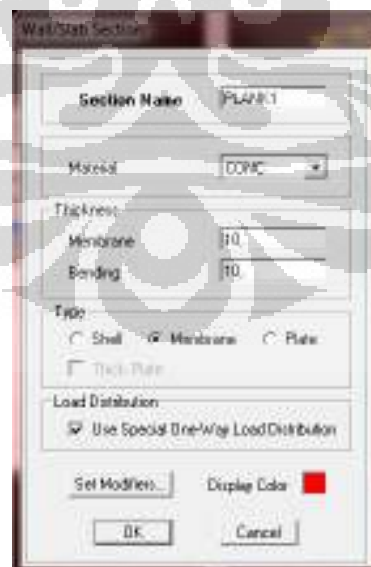 Wall/Slab Section
Section Name PLANK1
Material CONC
Thickness
Membrane 10.
Bending 10.
Type
Shell Membrane Plate
Thick Plate
Load Distribution
Use Special One-Way Load Distribution
Set Modifiers... Display Color
OK Cancel